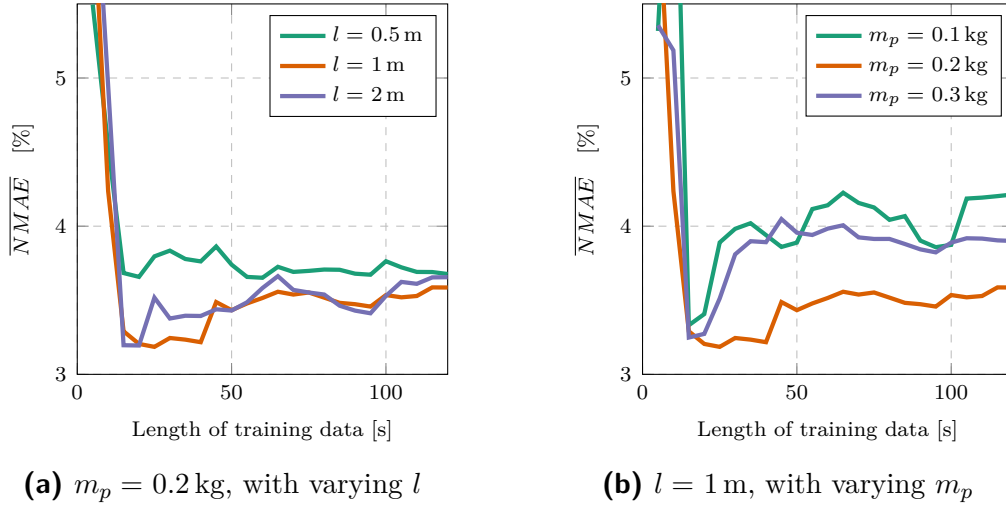 l = 0.5 m
l = 1 m
l = 2 m
5
4
3
0
50
100
NMAE [%]
Length of training data [s]
(a) m_p = 0.2 kg, with varying l
m_p = 0.1 kg
m_p = 0.2 kg
m_p = 0.3 kg
5
4
3
0
50
100
NMAE [%]
Length of training data [s]
(b) l = 1 m, with varying m_p